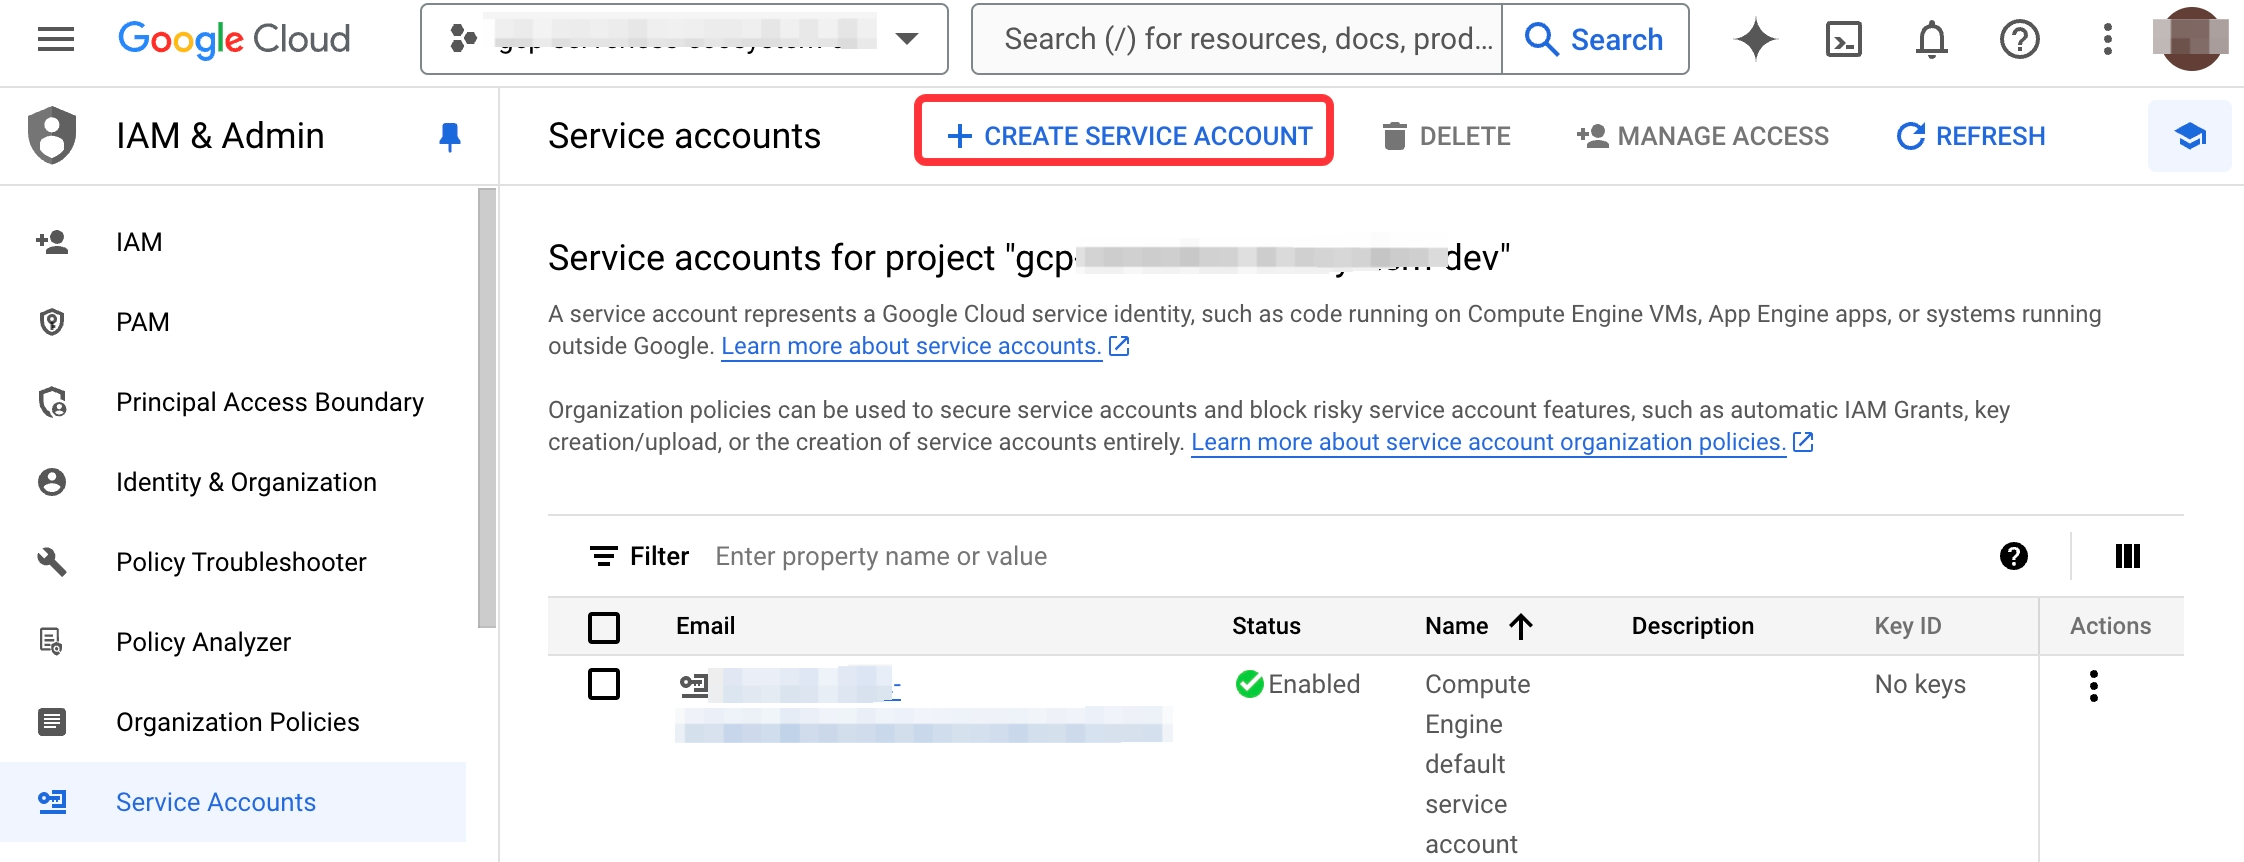 Google Cloud
Search (/) for resources, docs, prod...
Search
IAM & Admin
Service accounts
+ CREATE SERVICE ACCOUNT
DELETE
MANAGE ACCESS
REFRESH
IAM
PAM
Principal Access Boundary
Identity & Organization
Policy Troubleshooter
Policy Analyzer
Organization Policies
Service Accounts
Service accounts for project "gcp- dev"
A service account represents a Google Cloud service identity, such as code running on Compute Engine VMs, App Engine apps, or systems running
outside Google. Learn more about service accounts.
Organization policies can be used to secure service accounts and block risky service account features, such as automatic IAM Grants, key
creation/upload, or the creation of service accounts entirely. Learn more about service account organization policies.
Filter Enter property name or value
Email Status Name Description Key ID Actions
Enabled Compute No keys
Engine
default
service
account